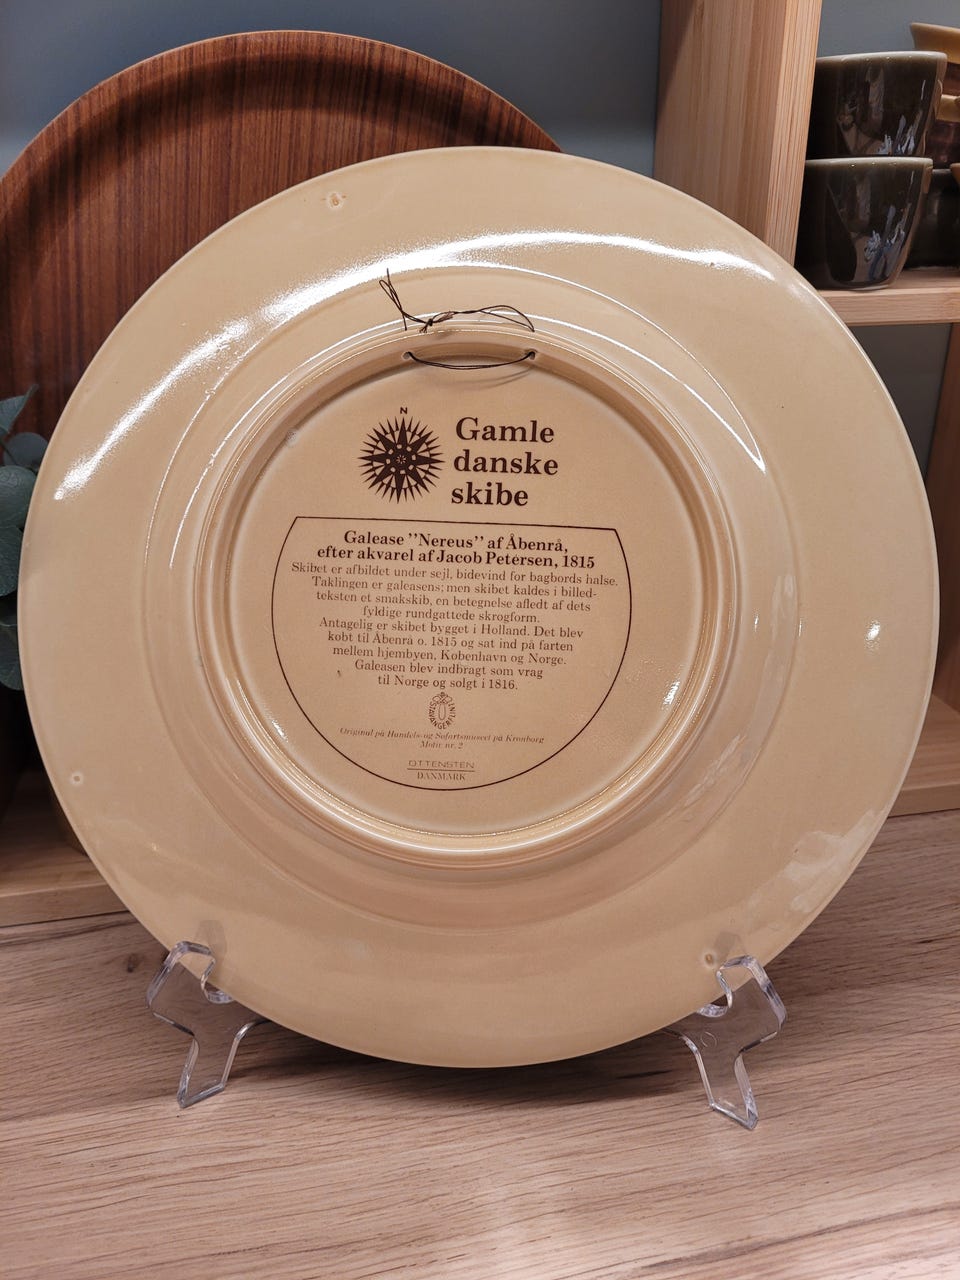 N
Gamle
danske
skibe
Galease "Nereus" af Åbenrå,
efter akvarel af Jacob Petersen, 1815
Skibet er afbildet under sejl, bidevind for bagbords halse.
Taklingen er galeasens; men skibet kaldes i billed-
teksten et smakskib, en betegnelse afledt af dets
fyldige rundgattede skrogform.
Antagelig er skibet bygget i Holland. Det blev
købt til Åbenrå o. 1815 og sat ind på farten
mellem hjembyen, København og Norge.
Galeasen blev indbragt som vrag
til Norge og solgt i 1816.
Original på Handels- og Søfartsmuseet på Kronborg
Motiv nr. 2
OTTENSTEN
DANMARK